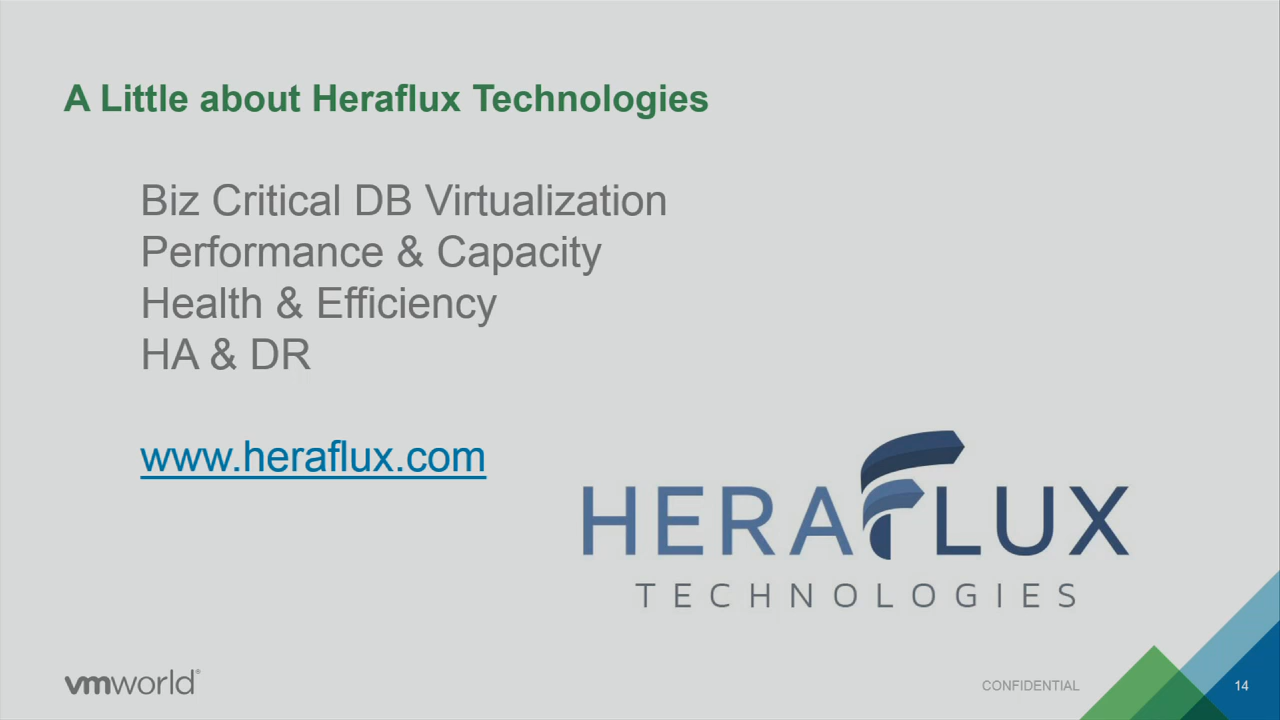 A Little about Heraflux Technologies
Biz Critical DB Virtualization
Performance & Capacity
Health & Efficiency
HA & DR
www.heraflux.com
HERAFLUX
TECHNOLOGIES
vmworld®
CONFIDENTIAL
14